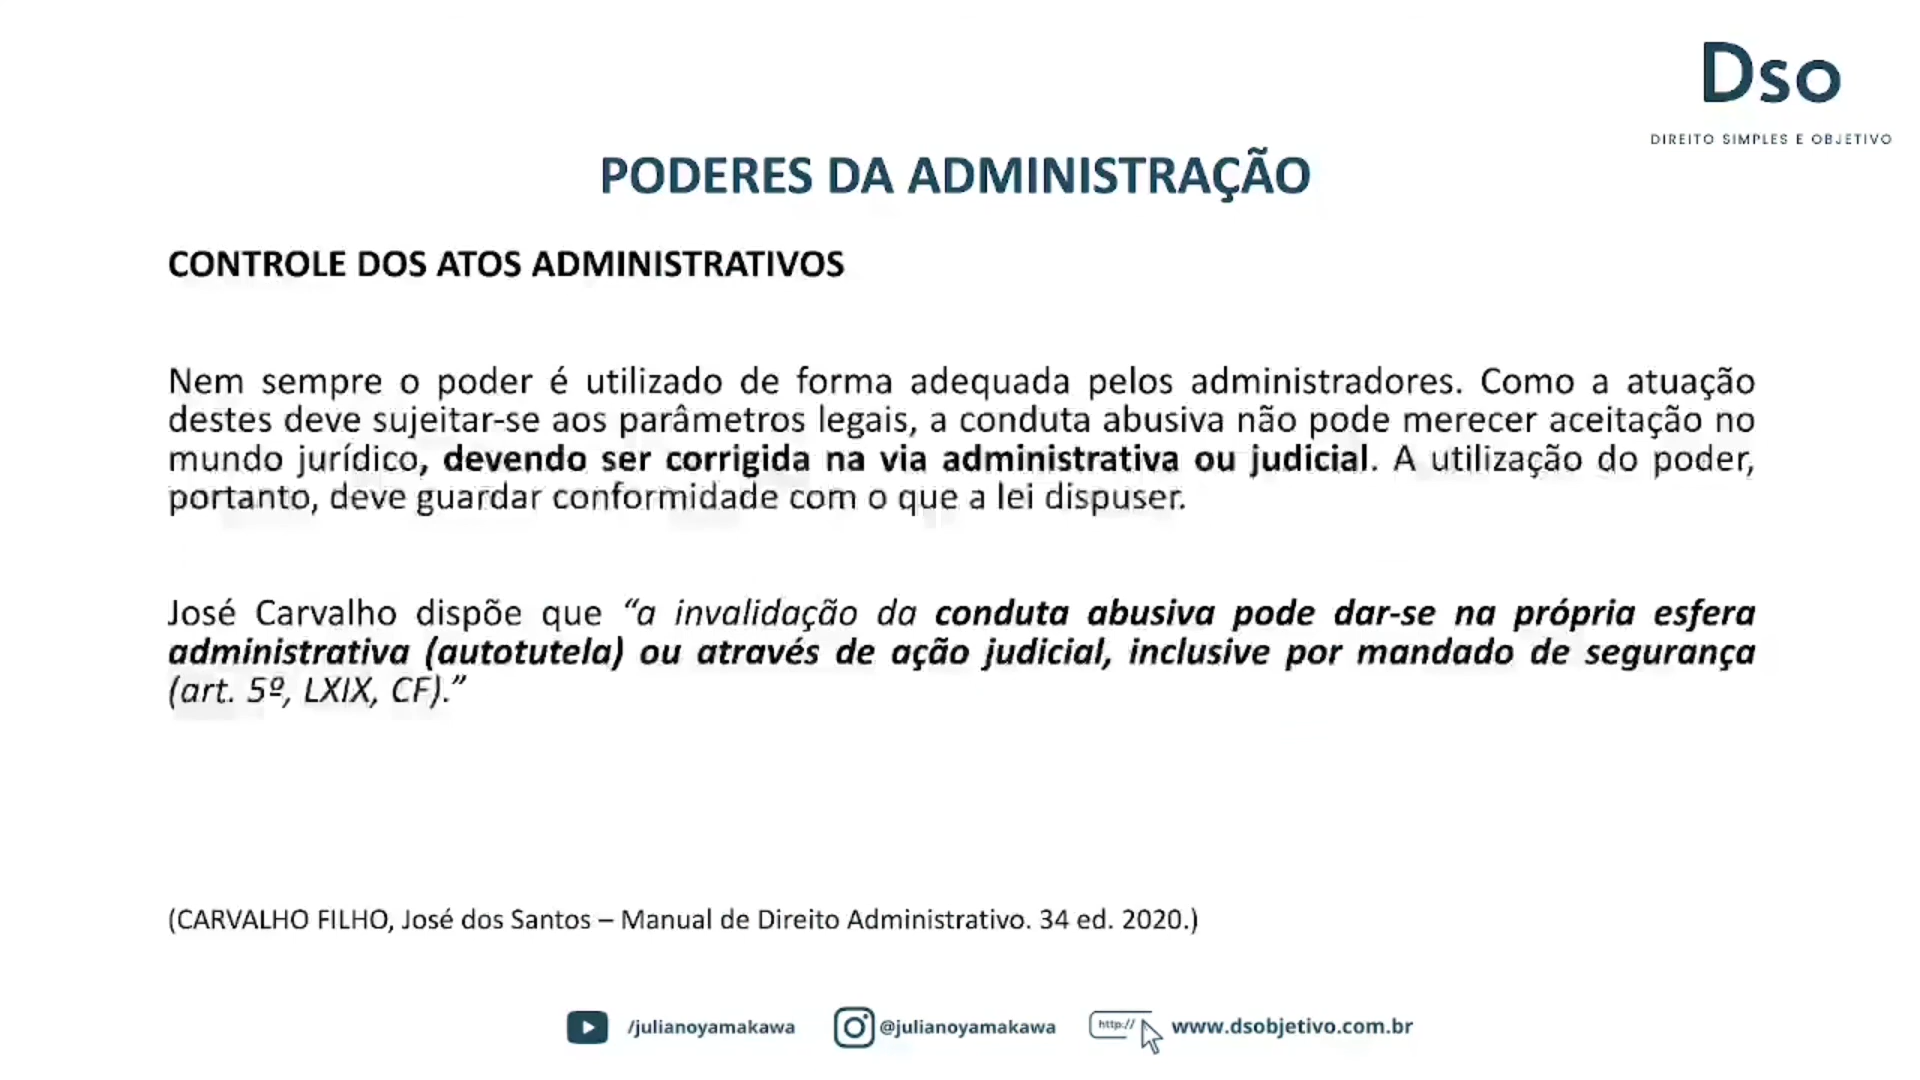 Dso
DIREITO SIMPLES E OBJETIVO
PODERES DA ADMINISTRAÇÃO
CONTROLE DOS ATOS ADMINISTRATIVOS
Nem sempre o poder é utilizado de forma adequada pelos administradores. Como a atuação
destes deve sujeitar-se aos parâmetros legais, a conduta abusiva não pode merecer aceitação no
mundo jurídico, devendo ser corrigida na via administrativa ou judicial. A utilização do poder,
portanto, deve guardar conformidade com o que a lei dispuser.
José Carvalho dispõe que “a invalidação da conduta abusiva pode dar-se na própria esfera
administrativa (autotutela) ou através de ação judicial, inclusive por mandado de segurança
(art. 5º, LXIX, CF).”
(CARVALHO FILHO, José dos Santos – Manual de Direito Administrativo. 34 ed. 2020.)
/julianoyamakawa @julianoyamakawa http:// www.dsobjetivo.com.br